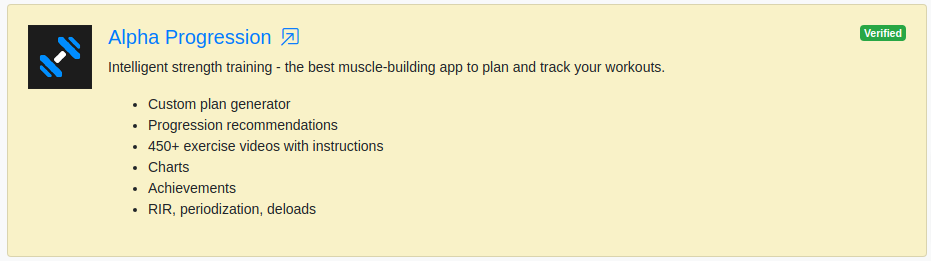 Alpha Progression
Verified
Intelligent strength training - the best muscle-building app to plan and track your workouts.
Custom plan generator
Progression recommendations
450+ exercise videos with instructions
Charts
Achievements
RIR, periodization, deloads